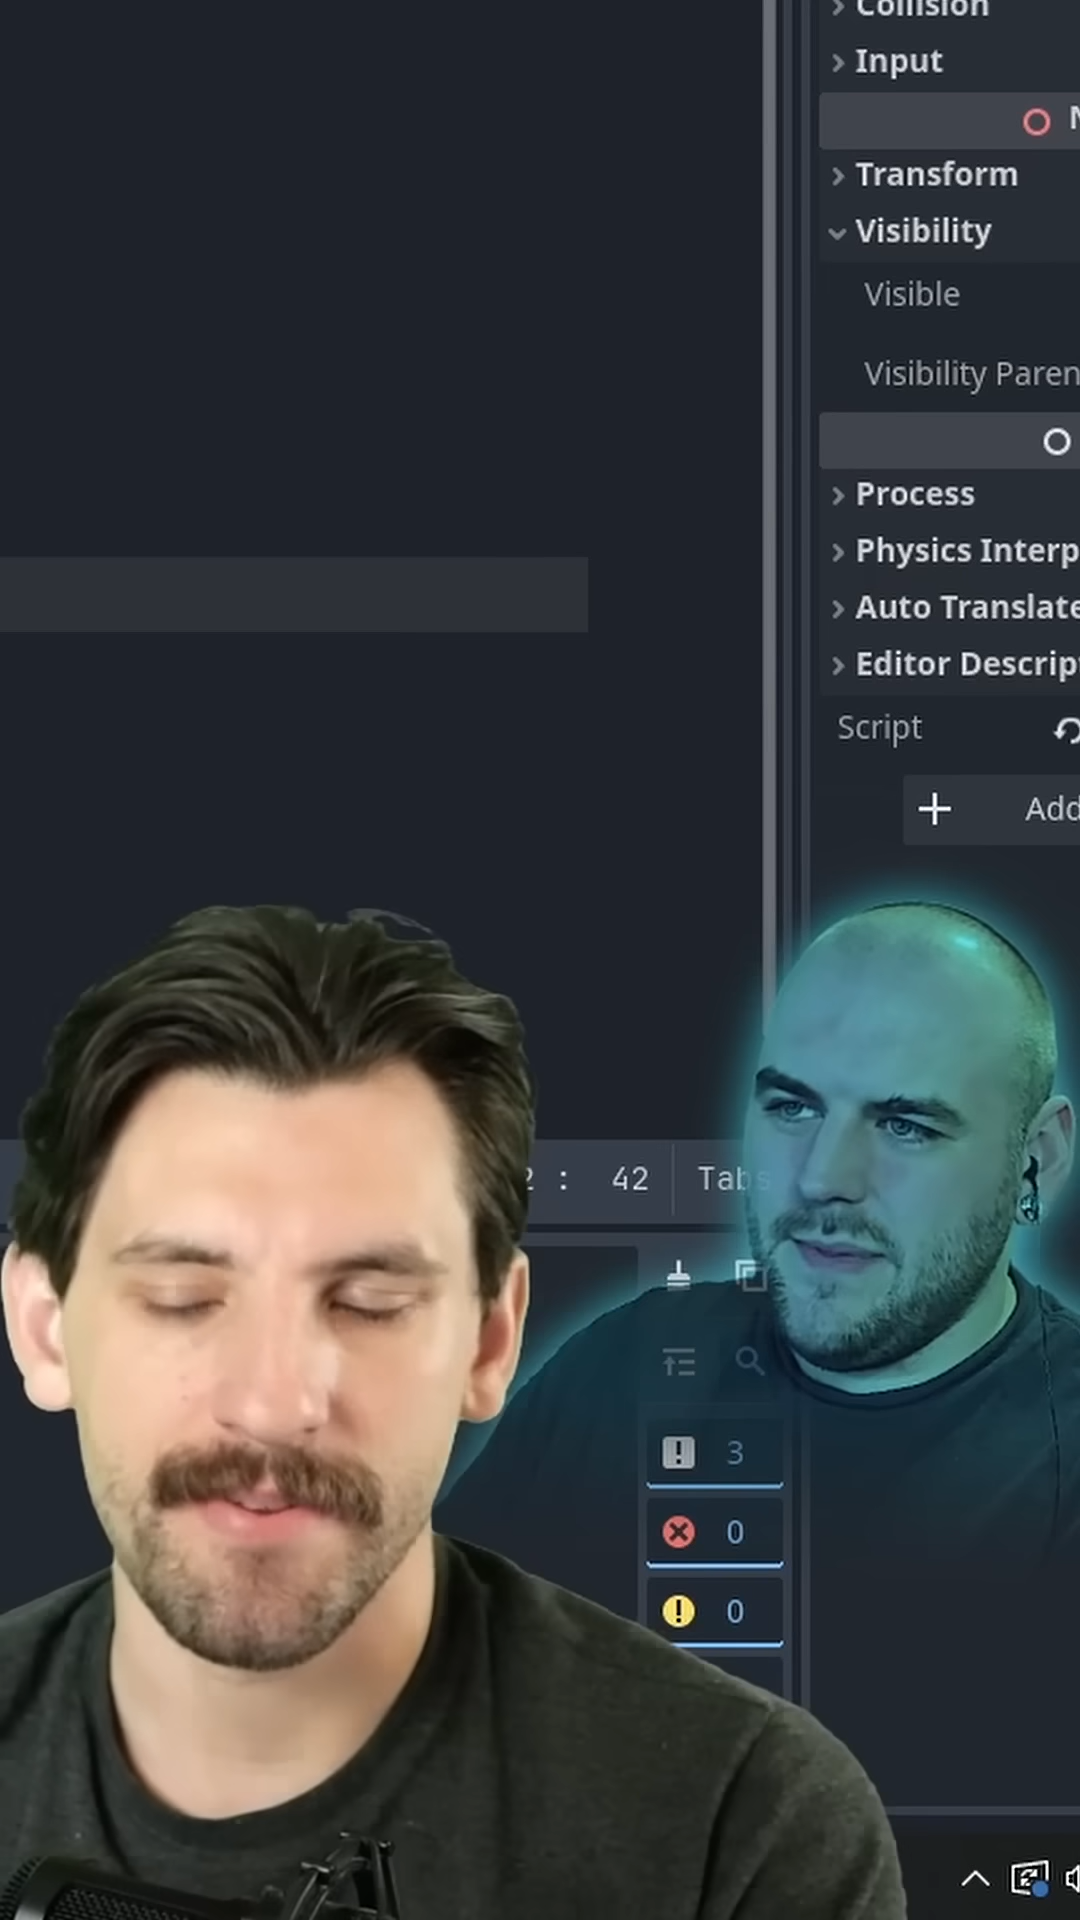 Collision
Input
Transform
Visibility
Visible
Visibility Paren
Process
Physics Interp
Auto Translate
Editor Descrip
Script
Add
: 42 Tabs
3
0
0